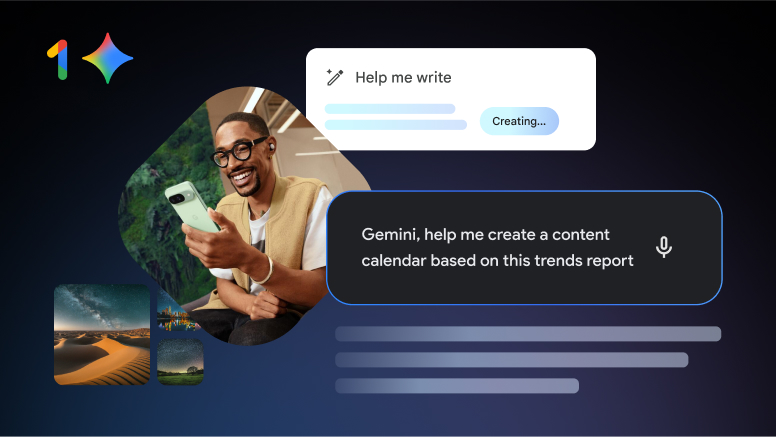 1
Help me write
Creating...
Gemini, help me create a content
calendar based on this trends report